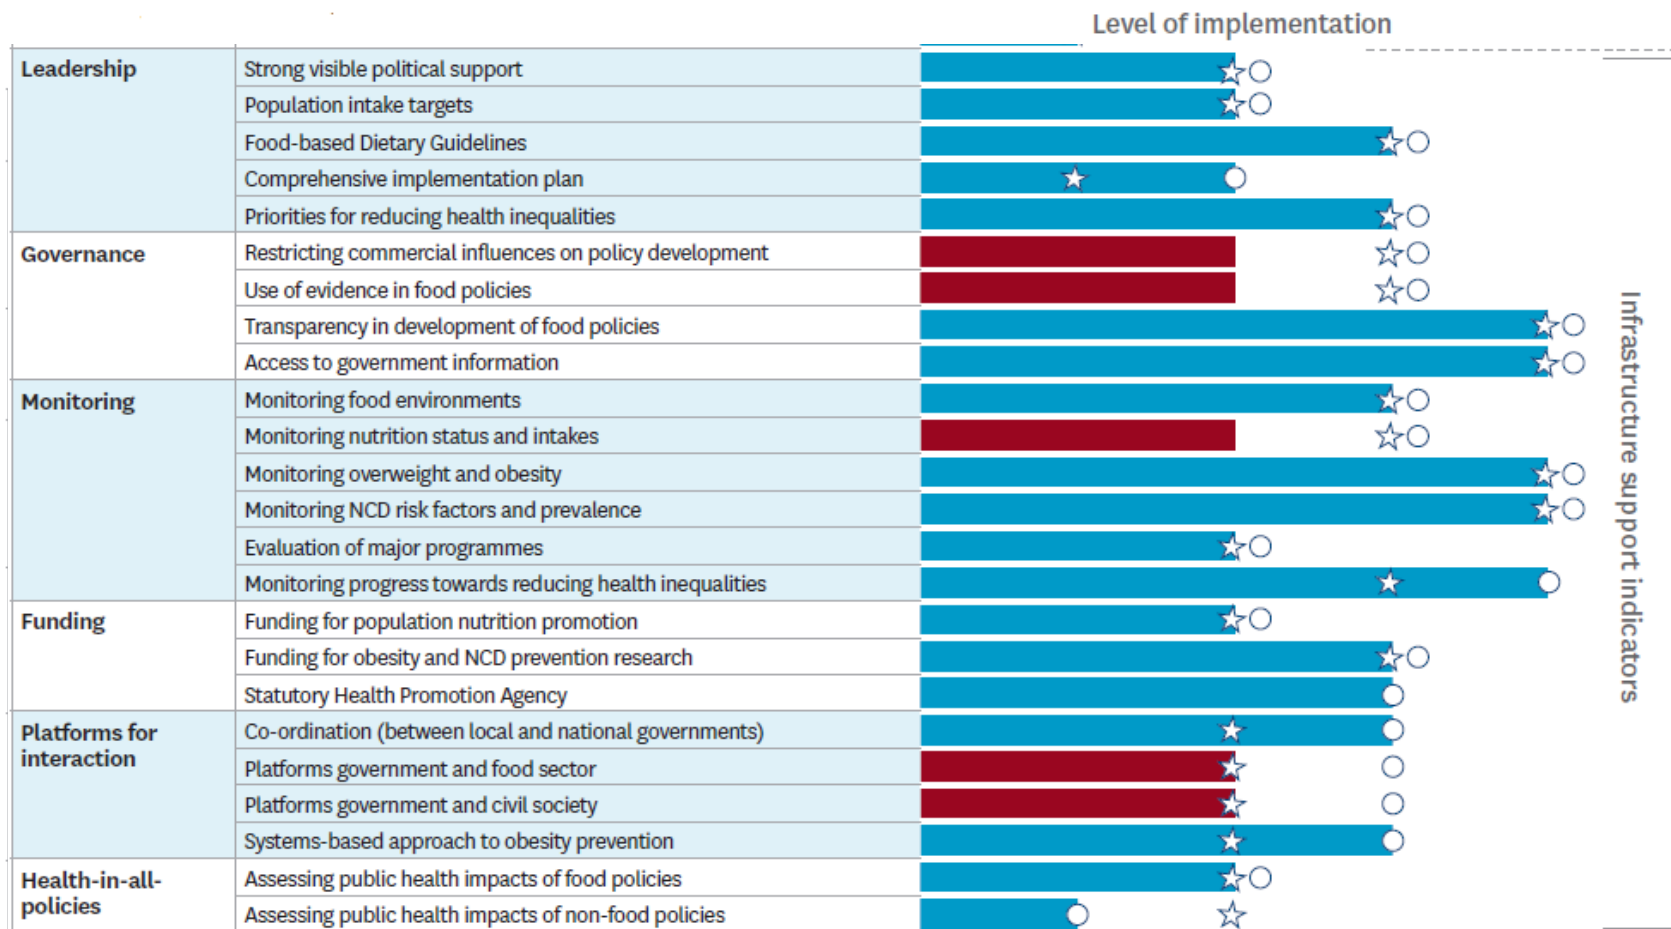 Level of implementation
Leadership
Strong visible political support
Population intake targets
Food-based Dietary Guidelines
Comprehensive implementation plan
Priorities for reducing health inequalities
Governance
Restricting commercial influences on policy development
Use of evidence in food policies
Transparency in development of food policies
Access to government information
Monitoring
Monitoring food environments
Monitoring nutrition status and intakes
Monitoring overweight and obesity
Monitoring NCD risk factors and prevalence
Evaluation of major programmes
Monitoring progress towards reducing health inequalities
Funding
Funding for population nutrition promotion
Funding for obesity and NCD prevention research
Statutory Health Promotion Agency
Platforms for
interaction
Co-ordination (between local and national governments)
Platforms government and food sector
Platforms government and civil society
Systems-based approach to obesity prevention
Health-in-all-
policies
Assessing public health impacts of food policies
Assessing public health impacts of non-food policies
Infrastructure support indicators